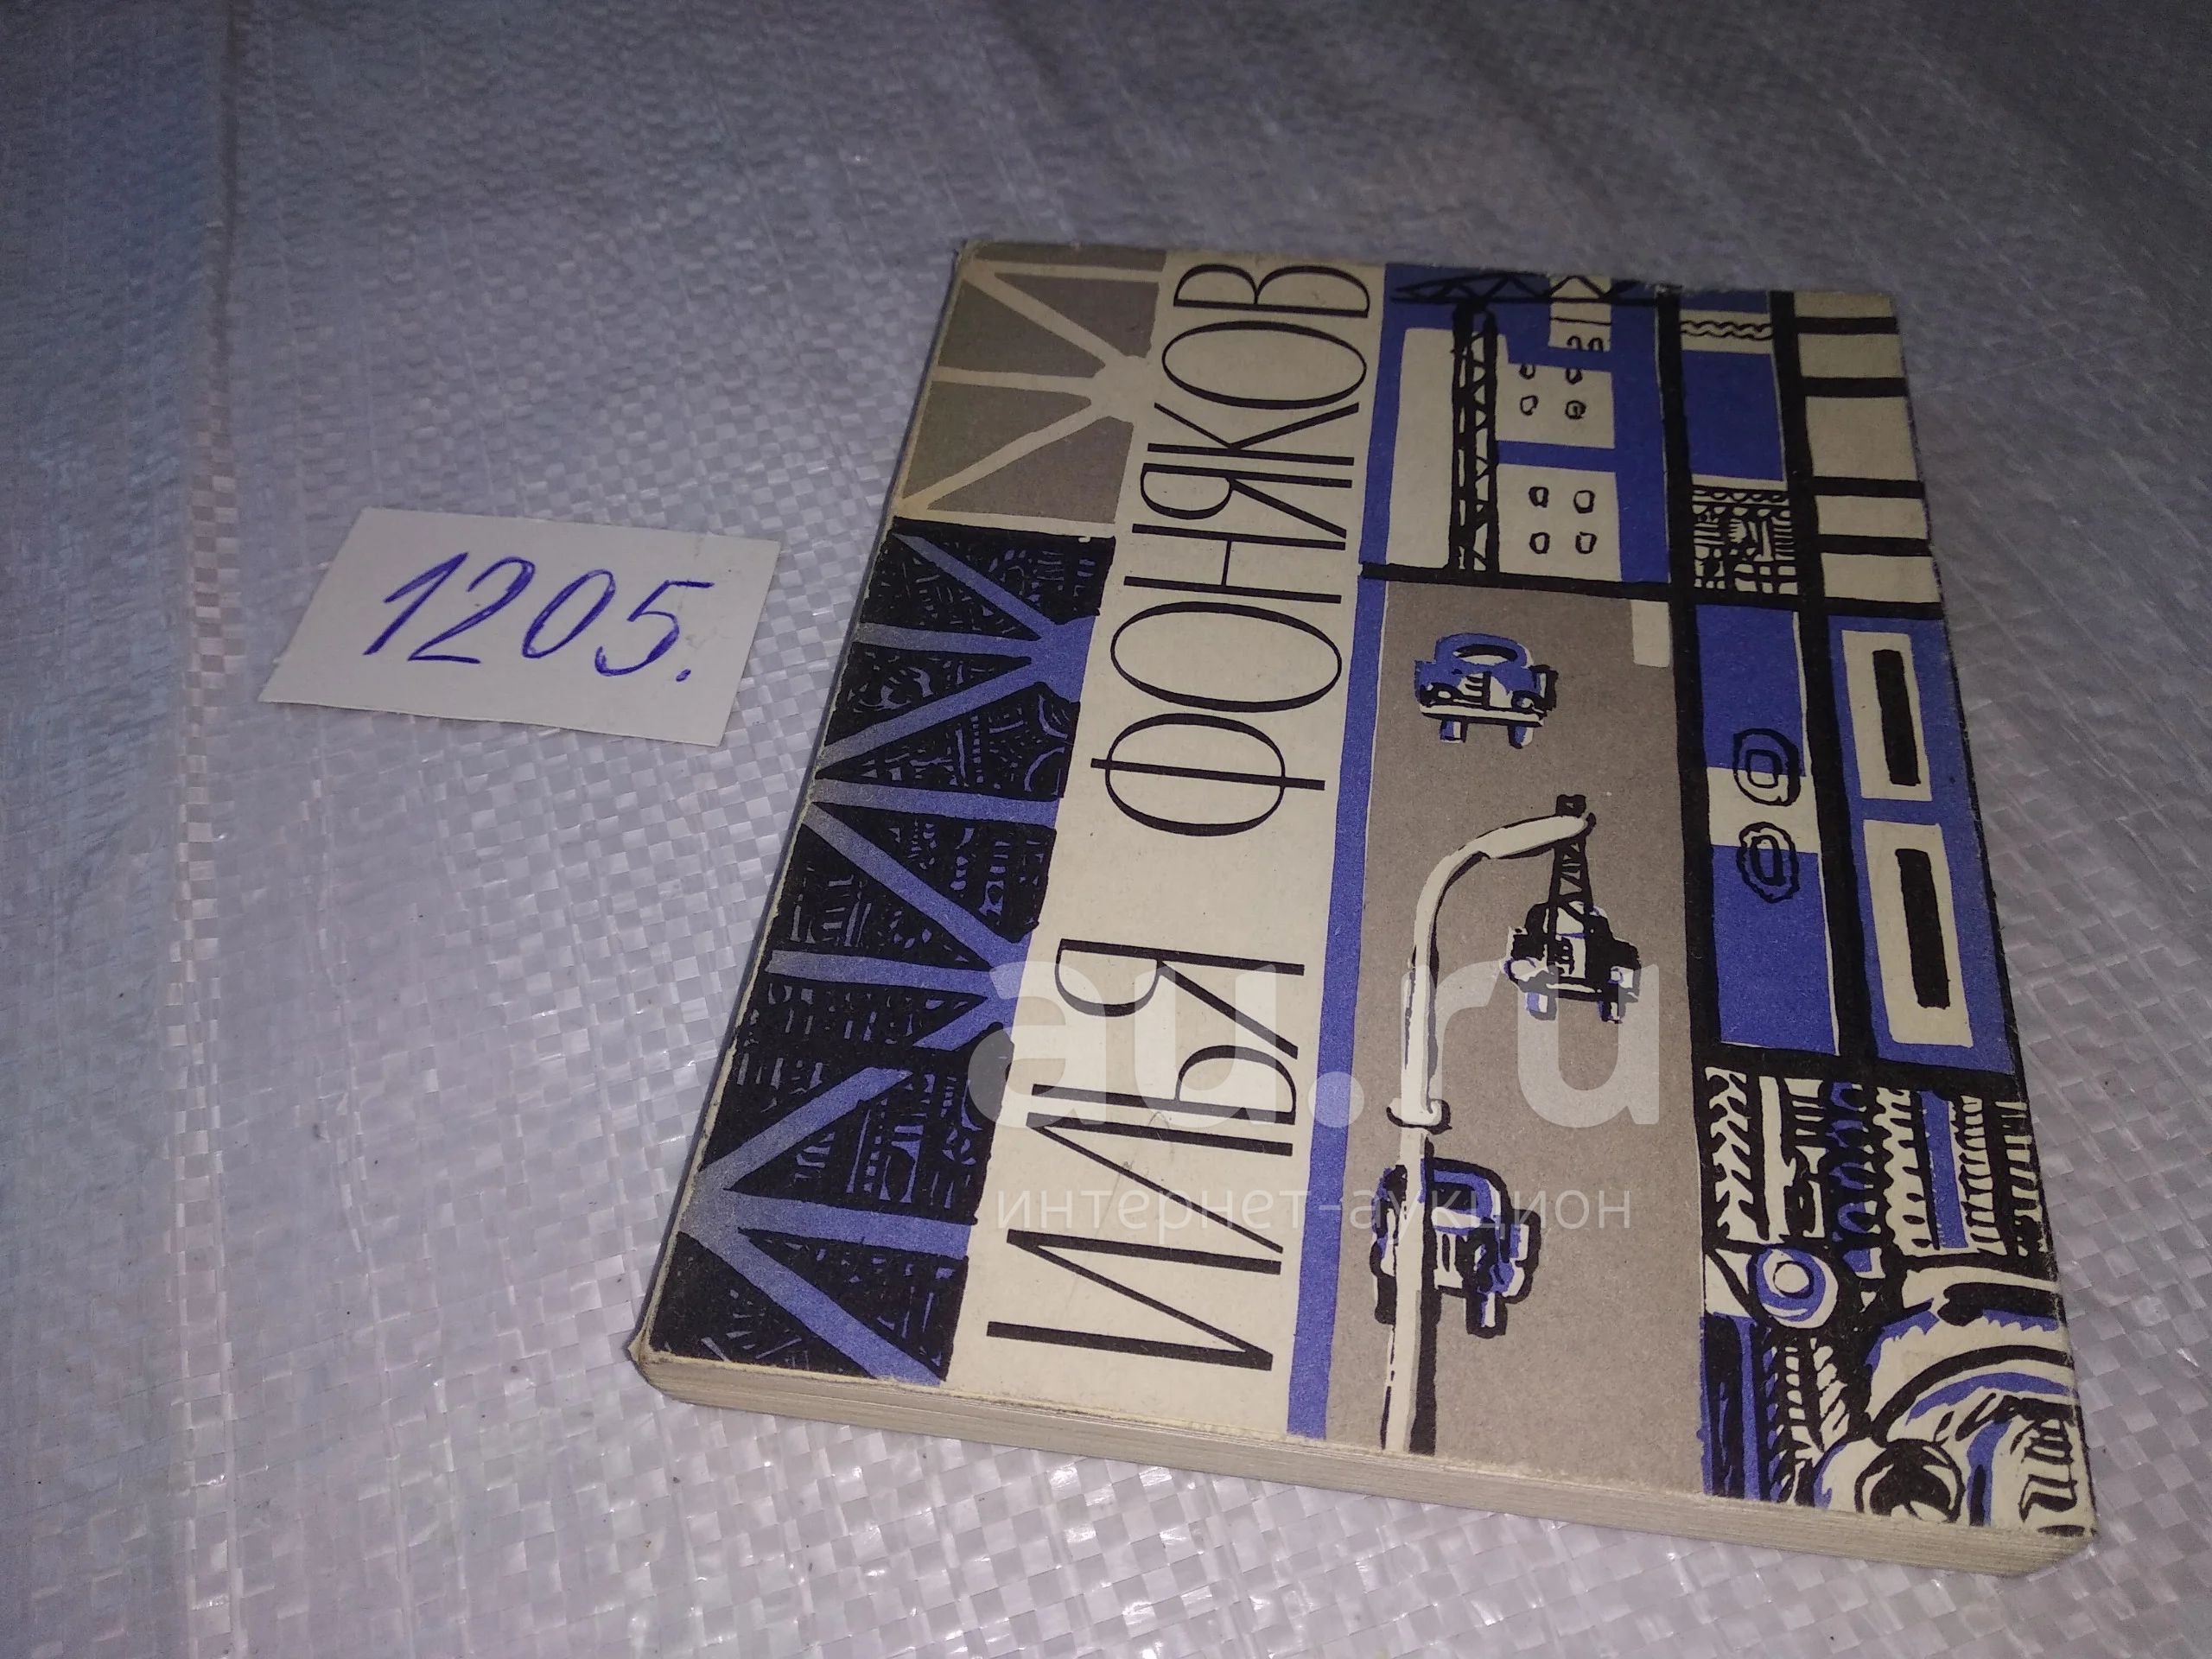 1205.
ИЛЬЯ ФОНЯКОВ
au.ru
интернет-аукцион